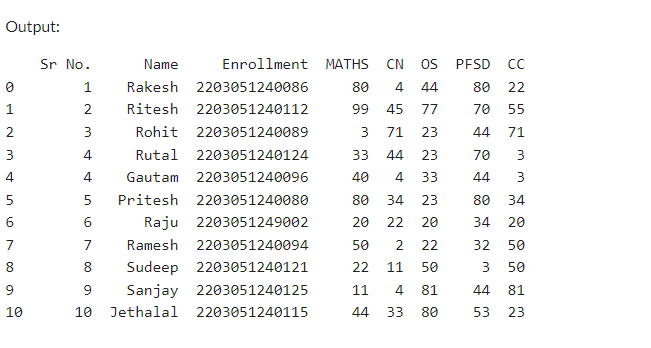 Output:
Sr No. Name Enrollment MATHS CN OS PFSD CC
0 1 Rakesh 2203051240086 80 4 44 80 22
1 2 Ritesh 2203051240112 99 45 77 70 55
2 3 Rohit 2203051240089 3 71 23 44 71
3 4 Rutal 2203051240124 33 44 23 70 3
4 4 Gautam 2203051240096 40 4 33 44 3
5 5 Pritesh 2203051240080 80 34 23 80 34
6 6 Raju 2203051249002 20 22 20 34 20
7 7 Ramesh 2203051240094 50 2 22 32 50
8 8 Sudeep 2203051240121 22 11 50 3 50
9 9 Sanjay 2203051240125 11 4 81 44 81
10 10 Jethalal 2203051240115 44 33 80 53 23